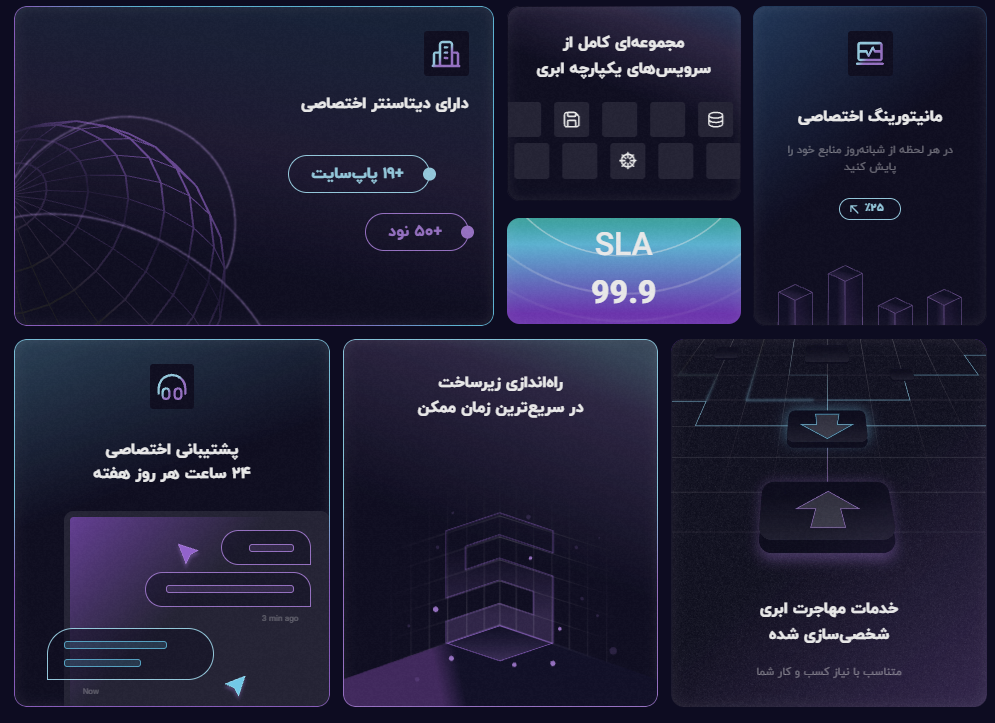 مانیتورینگ اختصاصی
در هر لحظه از شبانه‌روز منابع خود را
پایش کنید
٪۲۵
مجموعه‌ای کامل از
سرویس‌های یکپارچه ابری
SLA
99.9
دارای دیتاسنتر اختصاصی
+۱۹ پاپ‌سایت
+۵۰ نود
خدمات مهاجرت ابری
شخصی‌سازی شده
متناسب با نیاز کسب و کار شما
راه‌اندازی زیرساخت
در سریع‌ترین زمان ممکن
پشتیبانی اختصاصی
۲۴ ساعت هر روز هفته
3 min ago
Now